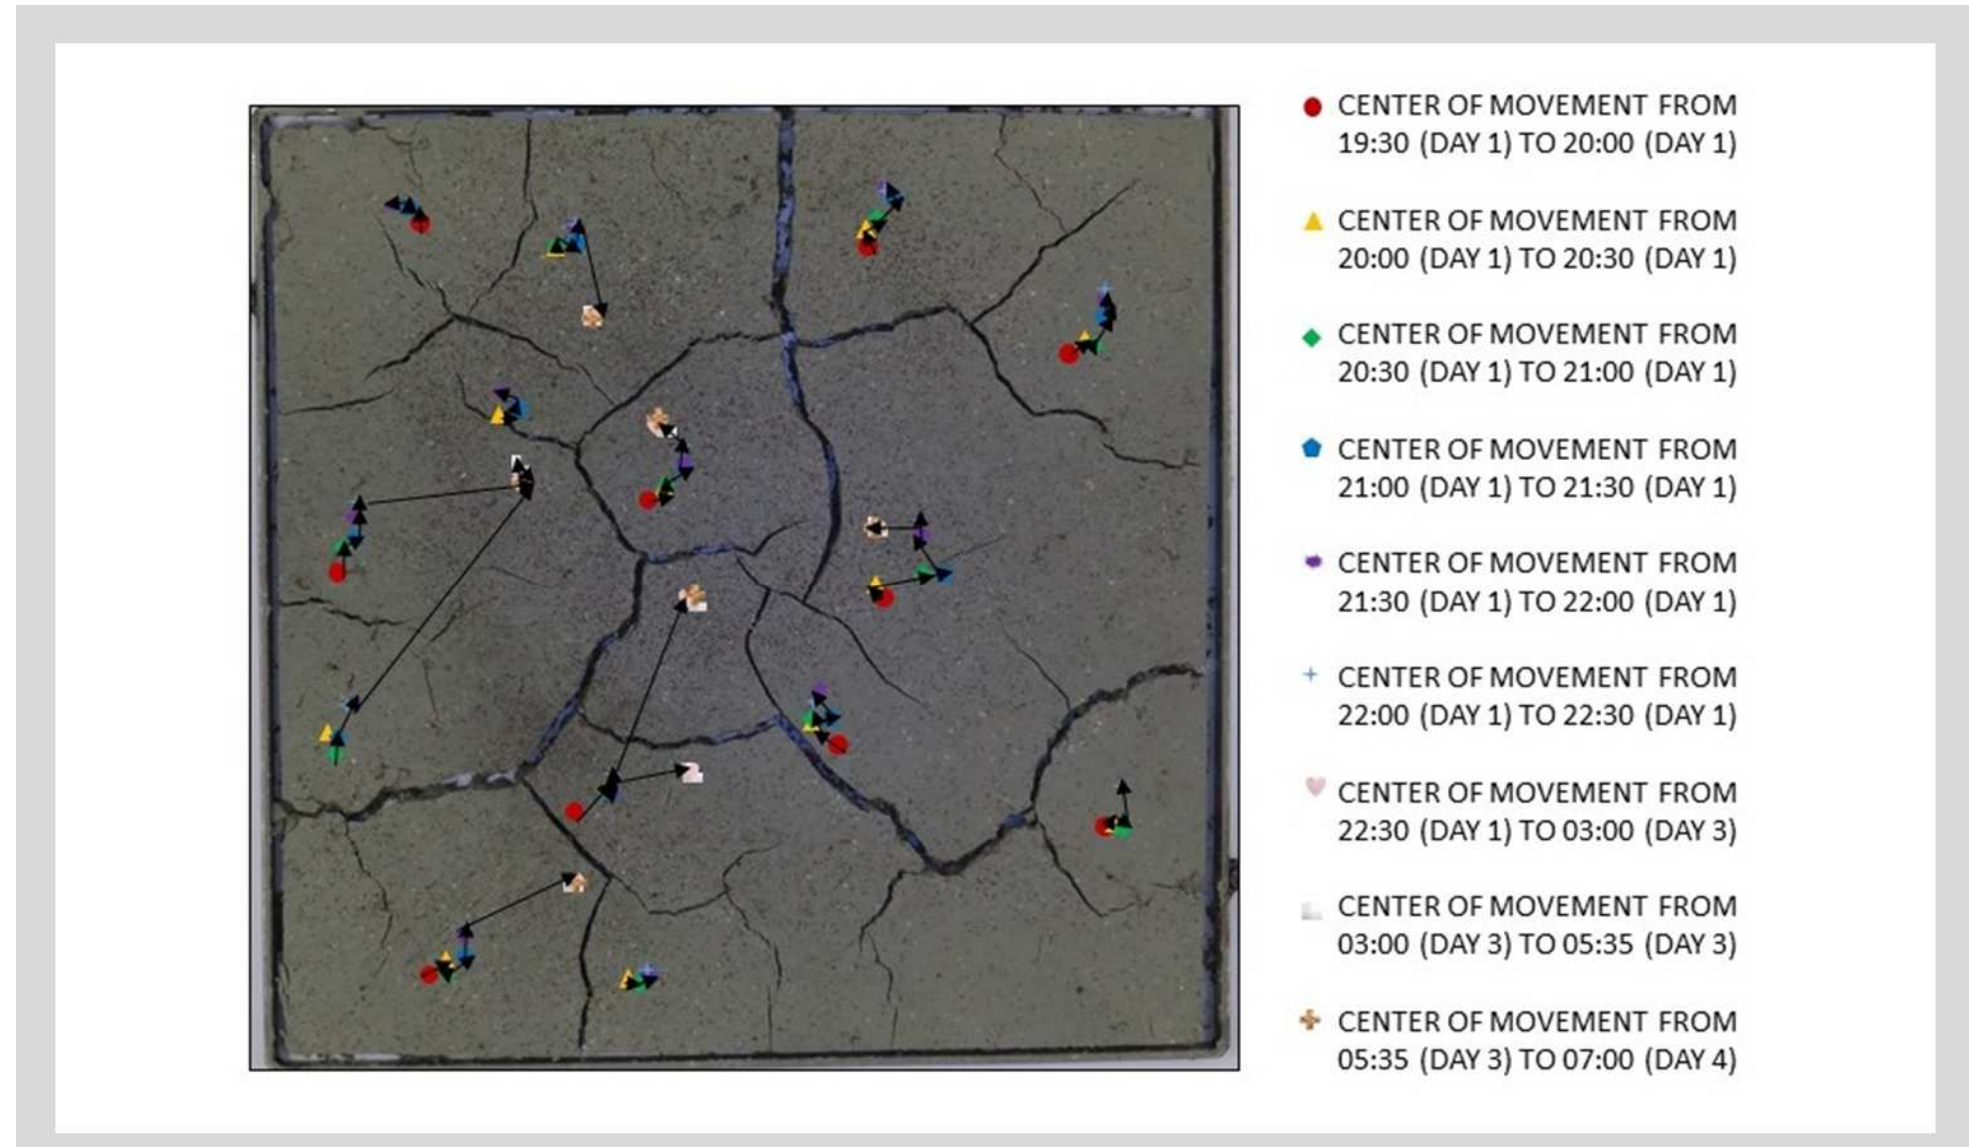 CENTER OF MOVEMENT FROM
19:30 (DAY 1) TO 20:00 (DAY 1)
CENTER OF MOVEMENT FROM
20:00 (DAY 1) TO 20:30 (DAY 1)
CENTER OF MOVEMENT FROM
20:30 (DAY 1) TO 21:00 (DAY 1)
CENTER OF MOVEMENT FROM
21:00 (DAY 1) TO 21:30 (DAY 1)
CENTER OF MOVEMENT FROM
21:30 (DAY 1) TO 22:00 (DAY 1)
CENTER OF MOVEMENT FROM
22:00 (DAY 1) TO 22:30 (DAY 1)
CENTER OF MOVEMENT FROM
22:30 (DAY 1) TO 03:00 (DAY 3)
CENTER OF MOVEMENT FROM
03:00 (DAY 3) TO 05:35 (DAY 3)
CENTER OF MOVEMENT FROM
05:35 (DAY 3) TO 07:00 (DAY 4)